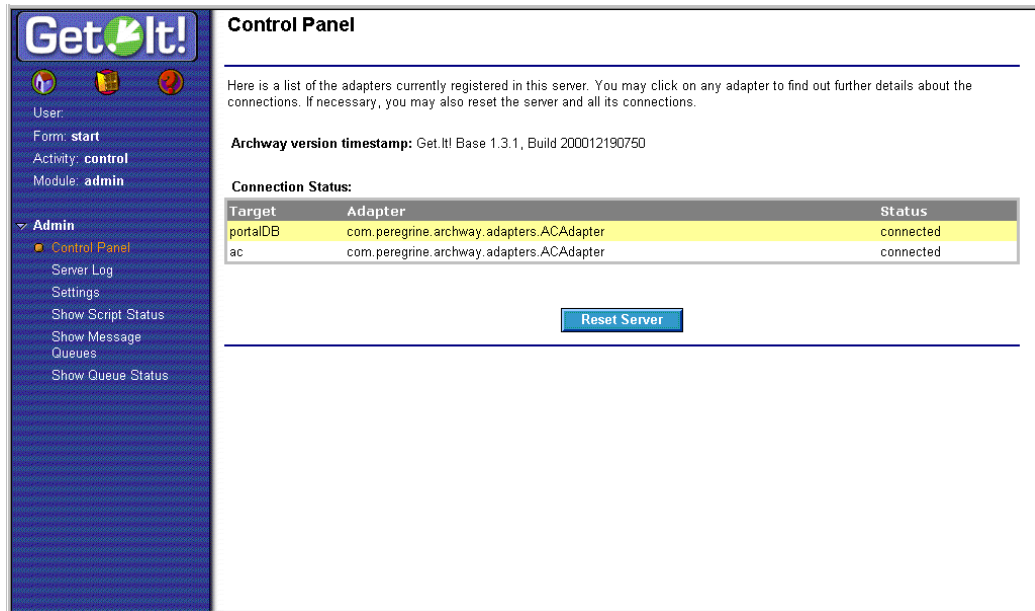 Get.It!
User:
Form: start
Activity: control
Module: admin
Admin
Control Panel
Server Log
Settings
Show Script Status
Show Message
Queues
Show Queue Status
Control Panel
Here is a list of the adapters currently registered in this server. You may click on any adapter to find out further details about the
connections. If necessary, you may also reset the server and all its connections.
Archway version timestamp: Get.It! Base 1.3.1, Build 200012190750
Connection Status:
Target Adapter Status
portalDB com.peregrine.archway.adapters.ACAdapter connected
ac com.peregrine.archway.adapters.ACAdapter connected
Reset Server